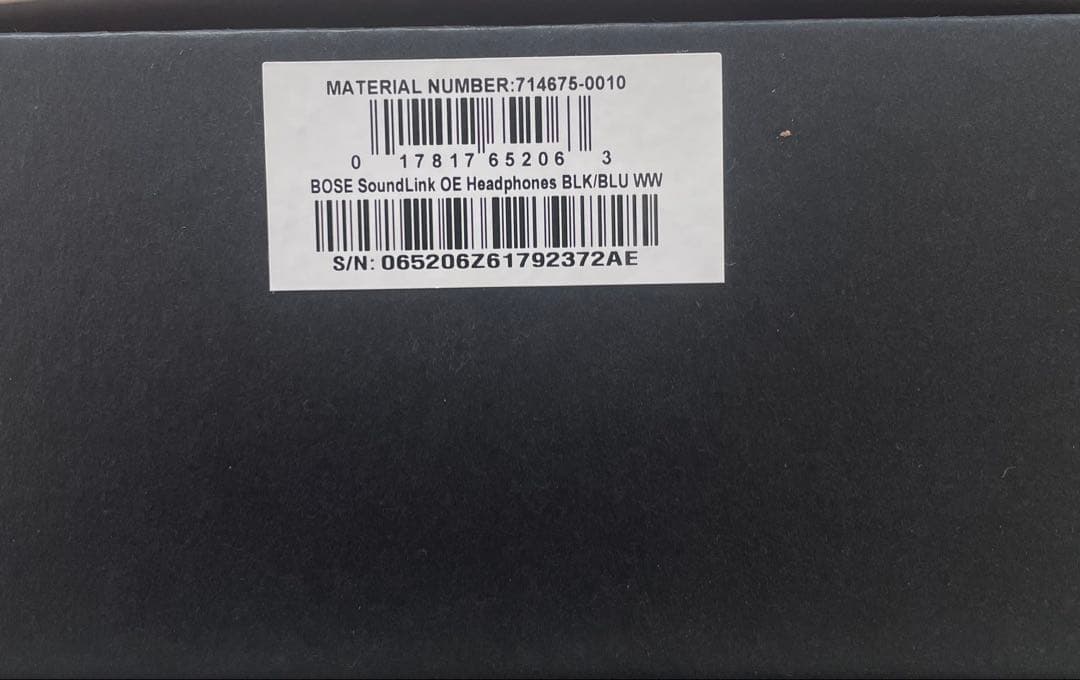 MATERIAL NUMBER:714675-0010
0 17817 65206 3
BOSE SoundLink OE Headphones BLK/BLU WW
S/N: 065206Z61792372AE